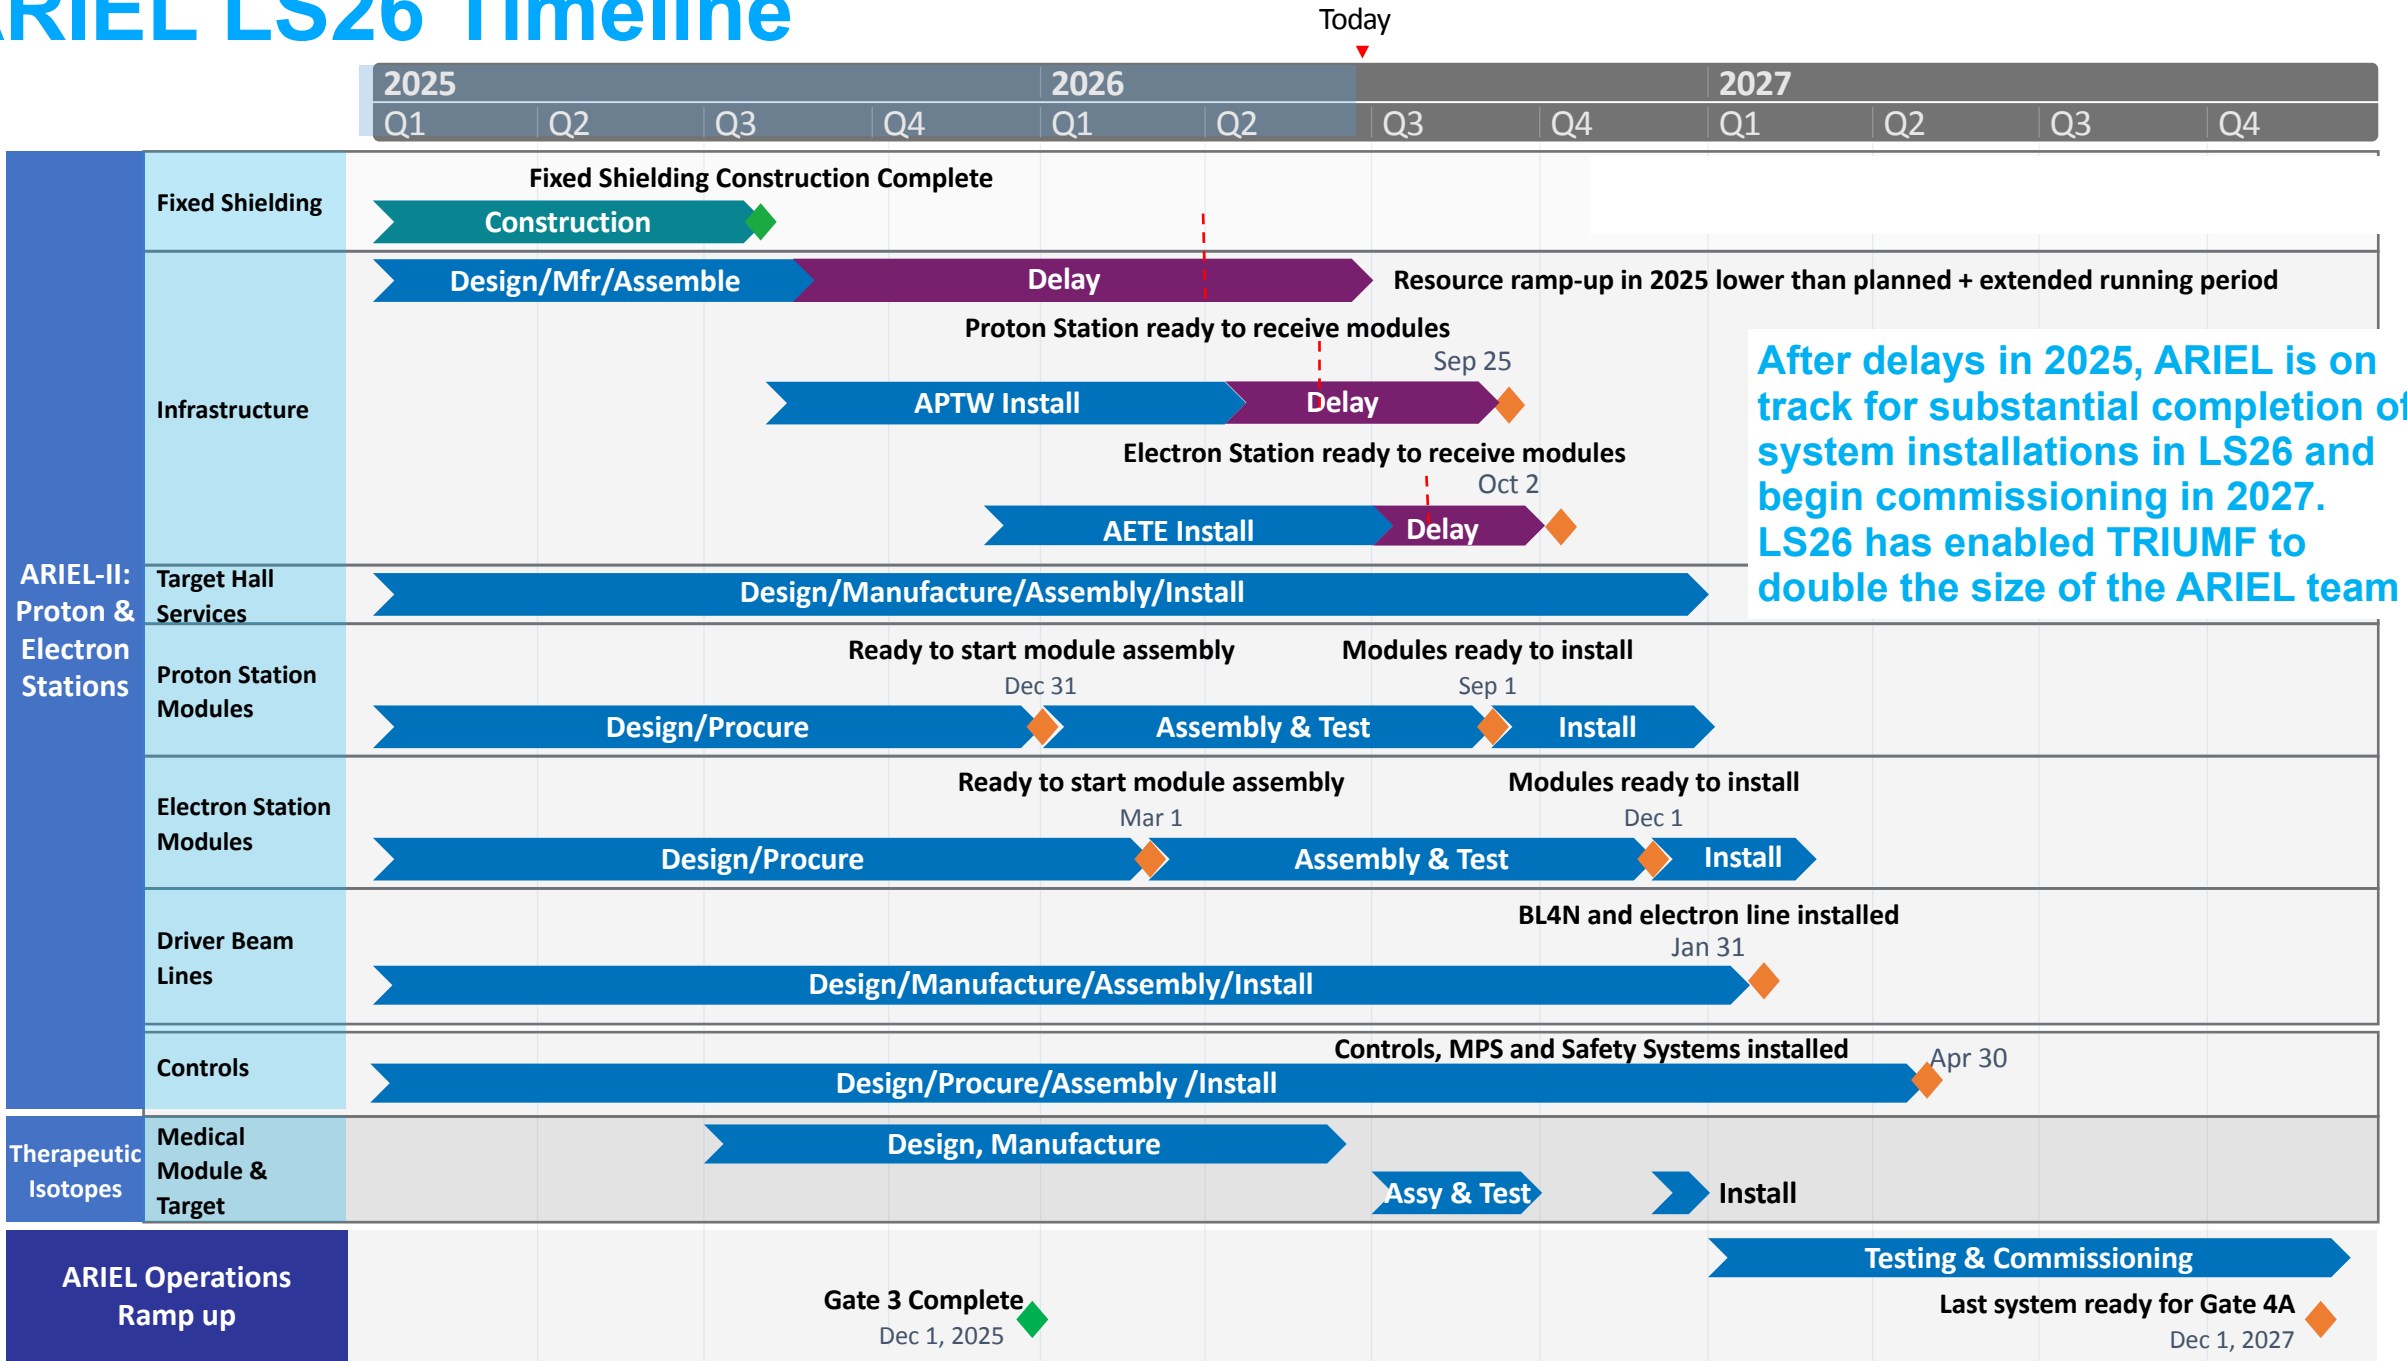 ARIEL LS26 Timeline
Today
2025 2026 2027
Q1 Q2 Q3 Q4 Q1 Q2 Q3 Q4 Q1 Q2 Q3 Q4
ARIEL-II:
Proton &
Electron
Stations
Fixed Shielding
Fixed Shielding Construction Complete
Construction
Infrastructure
Design/Mfr/Assemble
Delay
Resource ramp-up in 2025 lower than planned + extended running period
Proton Station ready to receive modules
Sep 25
APTW Install
Delay
Electron Station ready to receive modules
Oct 2
AETE Install
Delay
After delays in 2025, ARIEL is on
track for substantial completion of
system installations in LS26 and
begin commissioning in 2027.
LS26 has enabled TRIUMF to
double the size of the ARIEL team
Target Hall
Services
Design/Manufacture/Assembly/Install
Proton Station
Modules
Ready to start module assembly
Dec 31
Modules ready to install
Sep 1
Design/Procure
Assembly & Test
Install
Electron Station
Modules
Ready to start module assembly
Mar 1
Modules ready to install
Dec 1
Design/Procure
Assembly & Test
Install
Driver Beam
Lines
BL4N and electron line installed
Jan 31
Design/Manufacture/Assembly/Install
Controls
Controls, MPS and Safety Systems installed
Apr 30
Design/Procure/Assembly /Install
Therapeutic
Isotopes
Medical
Module &
Target
Design, Manufacture
Assy & Test
Install
ARIEL Operations
Ramp up
Testing & Commissioning
Gate 3 Complete
Dec 1, 2025
Last system ready for Gate 4A
Dec 1, 2027